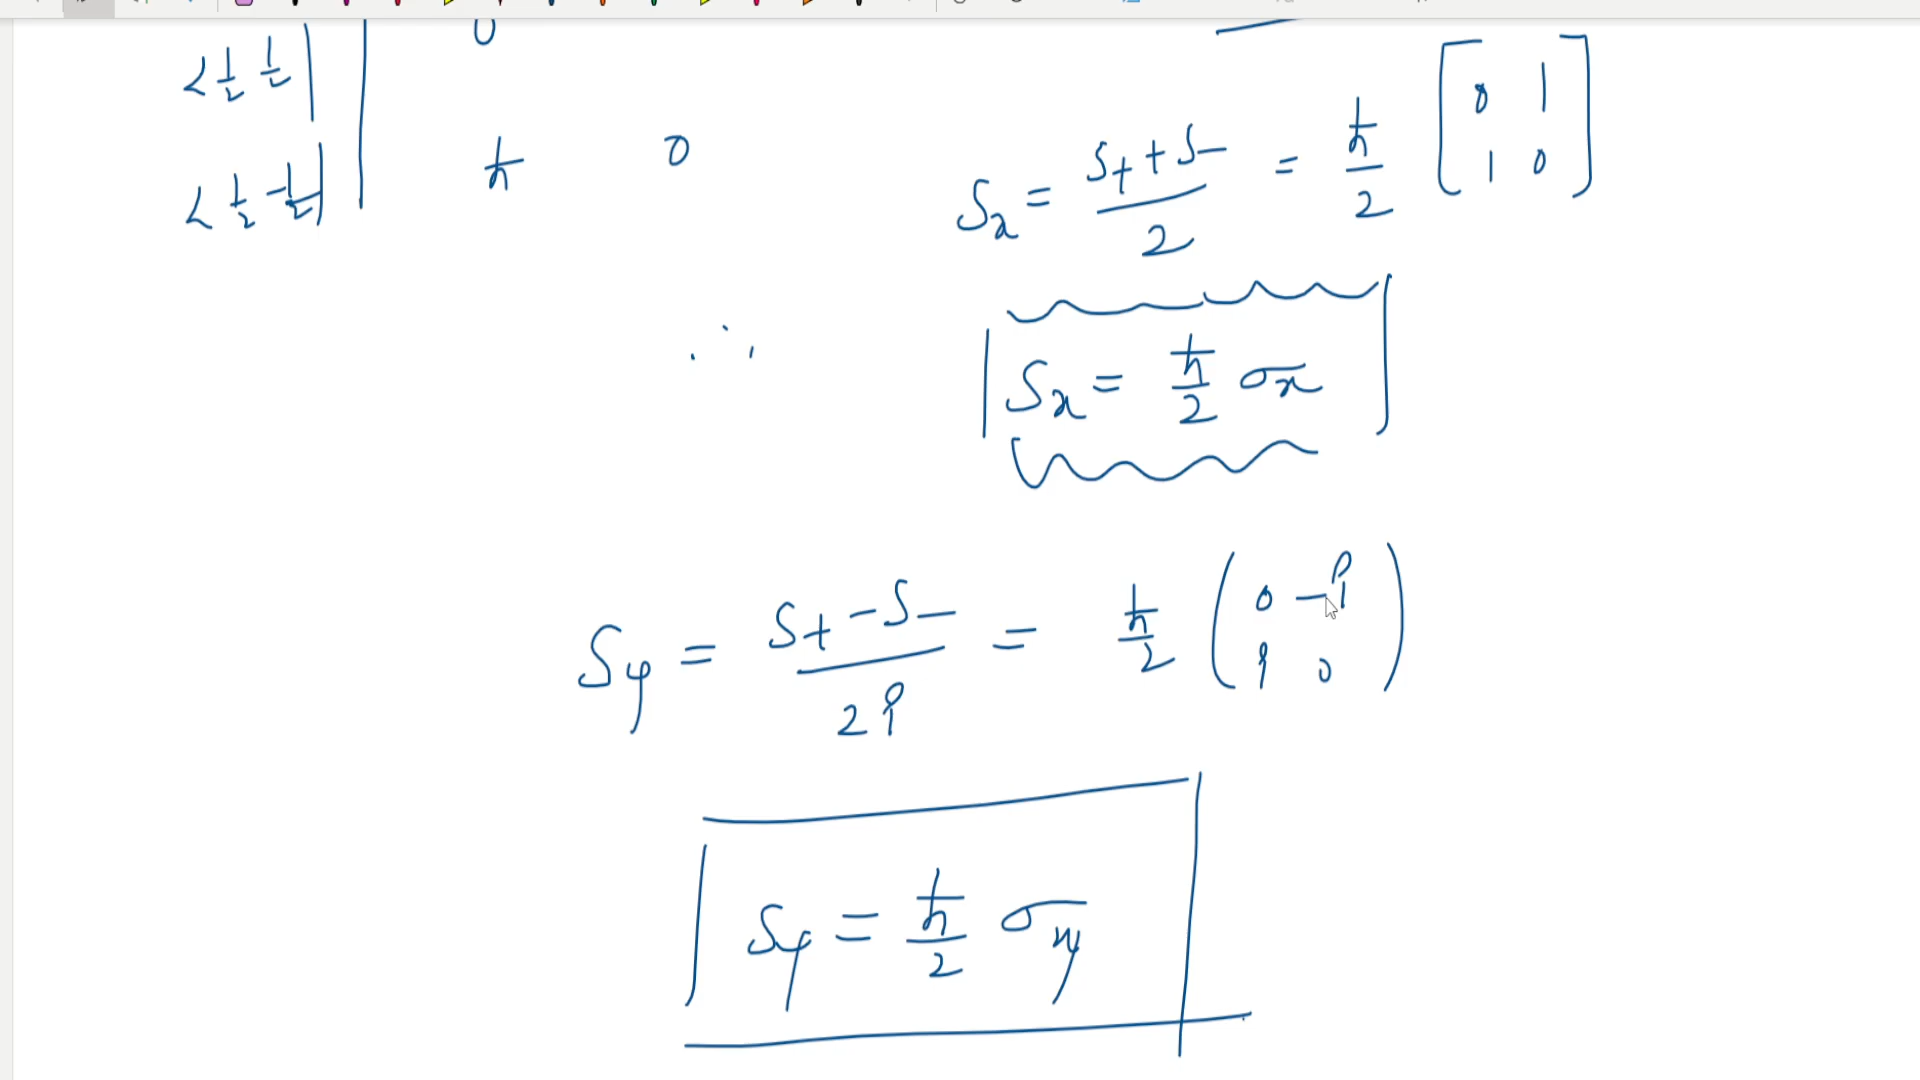 <½ ½| 0
<½ -½| ħ 0
Sx = (S+ + S-)/2 = ħ/2 [0 1
1 0]
∴ Sx = ħ/2 σx
Sy = (S+ - S-)/2i = ħ/2 (0 -i
i 0)
Sy = ħ/2 σy